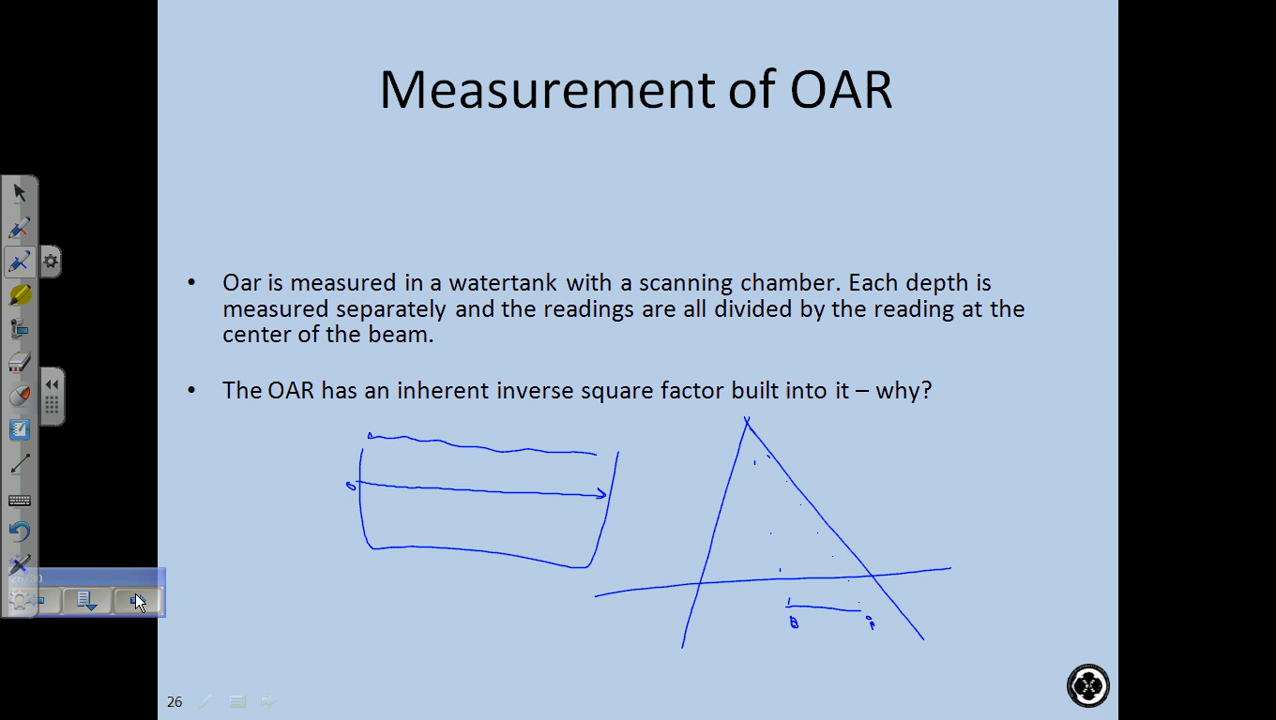 Measurement of OAR
• Oar is measured in a watertank with a scanning chamber. Each depth is
measured separately and the readings are all divided by the reading at the
center of the beam.
• The OAR has an inherent inverse square factor built into it – why?
26